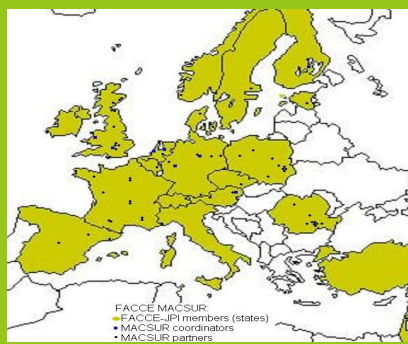 FACCE MACSUR:
FACCE-JPI members (states)
MACSUR coordinators
MACSUR partners